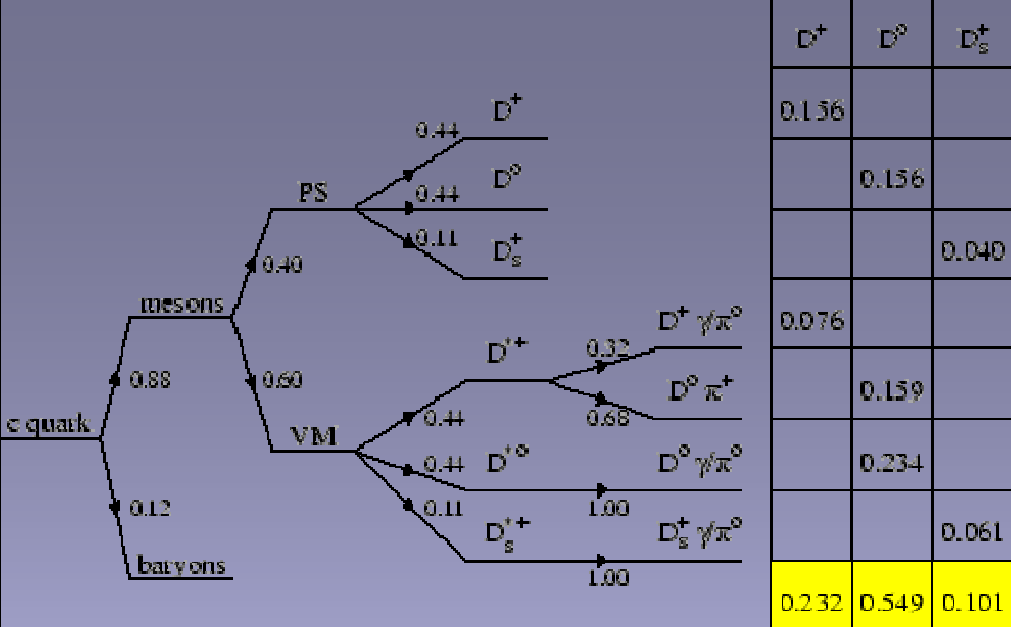 D⁺ D⁰ Dₛ⁺
D⁺
0.44
0.156
D⁰
PS
0.44
0.156
0.11
Dₛ⁺
0.040
0.40
mesons
D⁺ γ/π⁰
0.076
D*⁺
0.32
0.88
0.60
D⁰ π⁺
0.159
c quark
VM
0.44
0.68
0.44
D*⁰
D⁰ γ/π⁰
0.234
0.12
0.11
1.00
Dₛ*⁺
Dₛ⁺ γ/π⁰
0.061
baryons
1.00
0.232 0.549 0.101